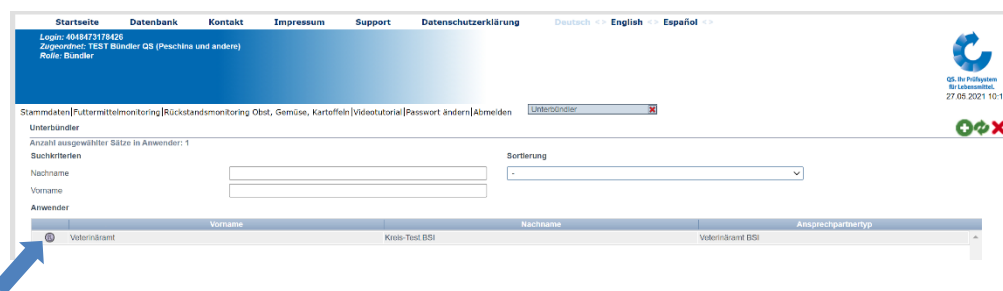 Startseite Datenbank Kontakt Impressum Support Datenschutzerklärung Deutsch <> English <> Español <>
Login: 4048473178426
Zugeordnet: TEST Bündler QS (Peschina und andere)
Rolle: Bündler
QS. Ihr Prüfsystem
für Lebensmittel.
27.05.2021 10:1
Stammdaten|Futtermittelmonitoring|Rückstandsmonitoring Obst, Gemüse, Kartoffeln|Videotutorial|Passwort ändern|Abmelden Unterbündler
Unterbündler
Anzahl ausgewählter Sätze in Anwender: 1
Suchkriterien Sortierung
Nachname -
Vorname
Anwender
Vorname Nachname Ansprechpartnertyp
Veterinäramt Kreis-Test BSI Veterinäramt BSI